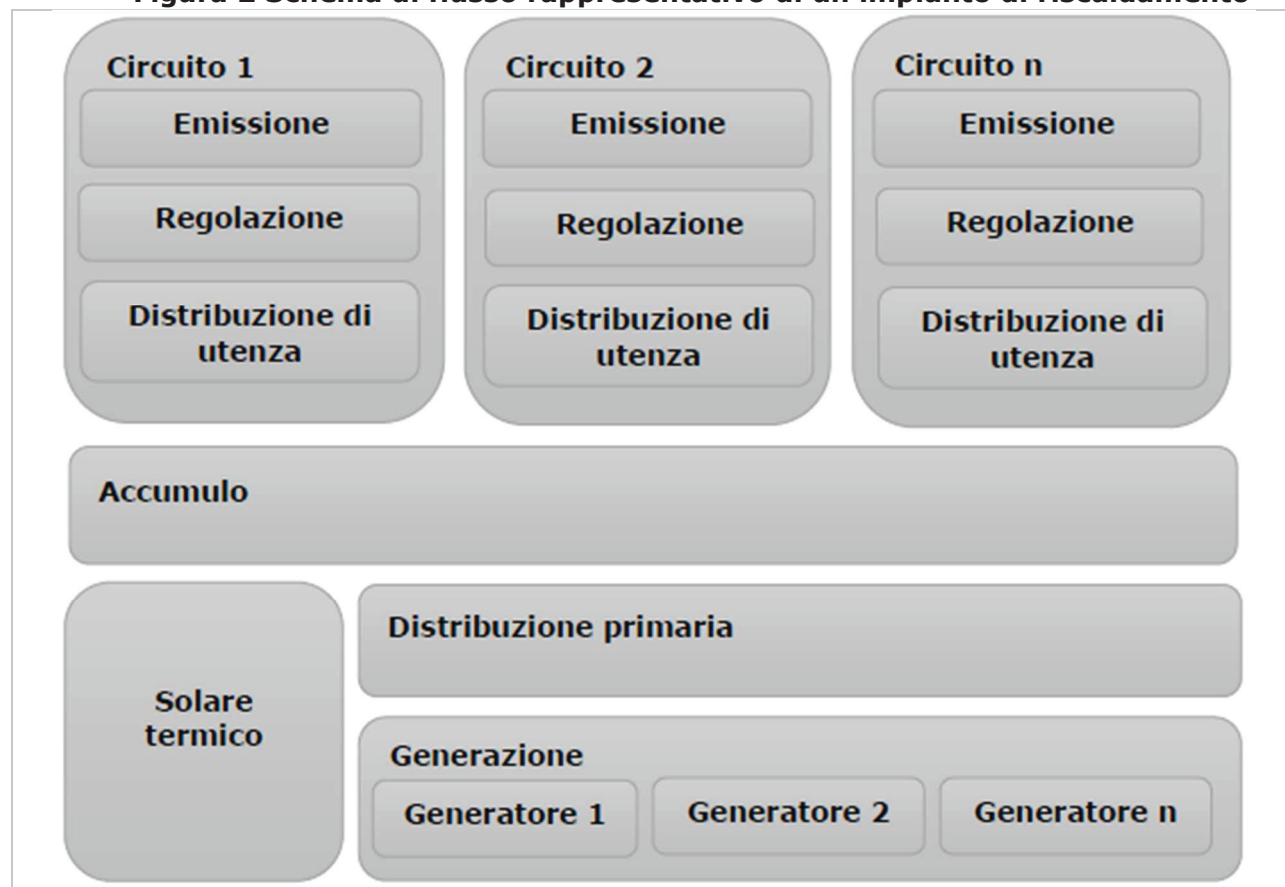 Figura Schema di flusso rappresentativo di un impianto di riscaldamento
Circuito 1
Emissione
Regolazione
Distribuzione di
utenza
Circuito 2
Emissione
Regolazione
Distribuzione di
utenza
Circuito n
Emissione
Regolazione
Distribuzione di
utenza
Accumulo
Solare
termico
Distribuzione primaria
Generazione
Generatore 1
Generatore 2
Generatore n